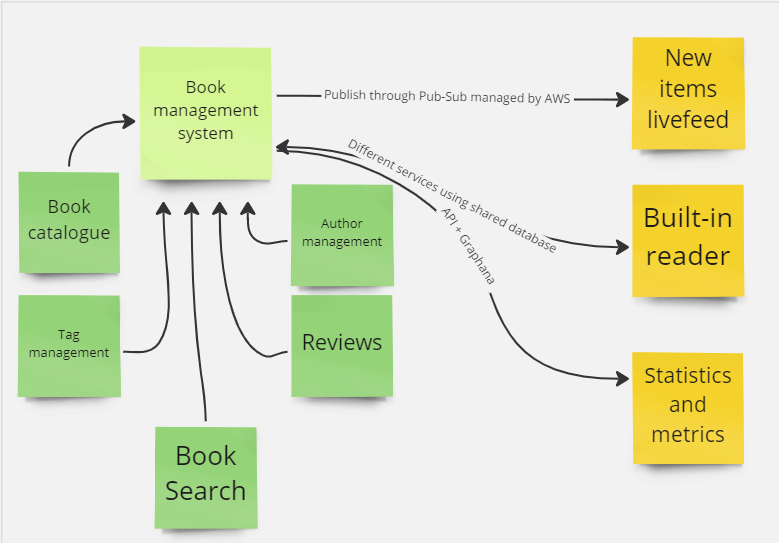 Book
management
system
Publish through Pub-Sub managed by AWS
New
items
livefeed
Different services using shared database
Built-in
reader
API + Graphana
Statistics
and
metrics
Book
catalogue
Author
management
Tag
management
Reviews
Book
Search